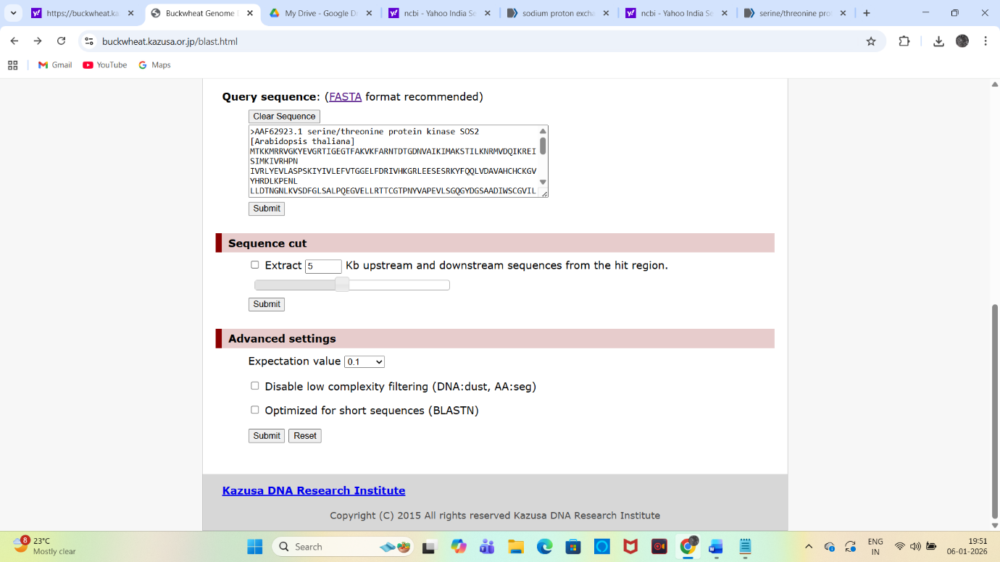 https://buckwheat.ka
Buckwheat Genome
My Drive - Google Dr
ncbi - Yahoo India Se
sodium proton excha
ncbi - Yahoo India Se
serine/threonine pro
buckwheat.kazusa.or.jp/blast.html
Gmail
YouTube
Maps
Query sequence: (FASTA format recommended)
Clear Sequence
>AAF62923.1 serine/threonine protein kinase SOS2
[Arabidopsis thaliana]
MTKKMRRVGKYEVGRTIGEGTFAKVKFARNTDTGDNVAIKIMAKSTILKNRMVDQIKREI
SIMKIVRHPN
IVRLYEVLASPSKIYIVLEFVTGGELFDRIVHKGRLEESESRKYFQQLVDAVAHCHCKGV
YHRDLKPENL
LLDTNGNLKVSDFGLSALPQEGVELLRTTCGTPNYVAPEVLSGQGYDGSAADIWSCGVIL
Submit
Sequence cut
Extract 5 Kb upstream and downstream sequences from the hit region.
Submit
Advanced settings
Expectation value 0.1
Disable low complexity filtering (DNA:dust, AA:seg)
Optimized for short sequences (BLASTN)
Submit Reset
Kazusa DNA Research Institute
Copyright (C) 2015 All rights reserved Kazusa DNA Research Institute
8
23°C
Mostly clear
Search
ENG
IN
19:51
06-01-2026